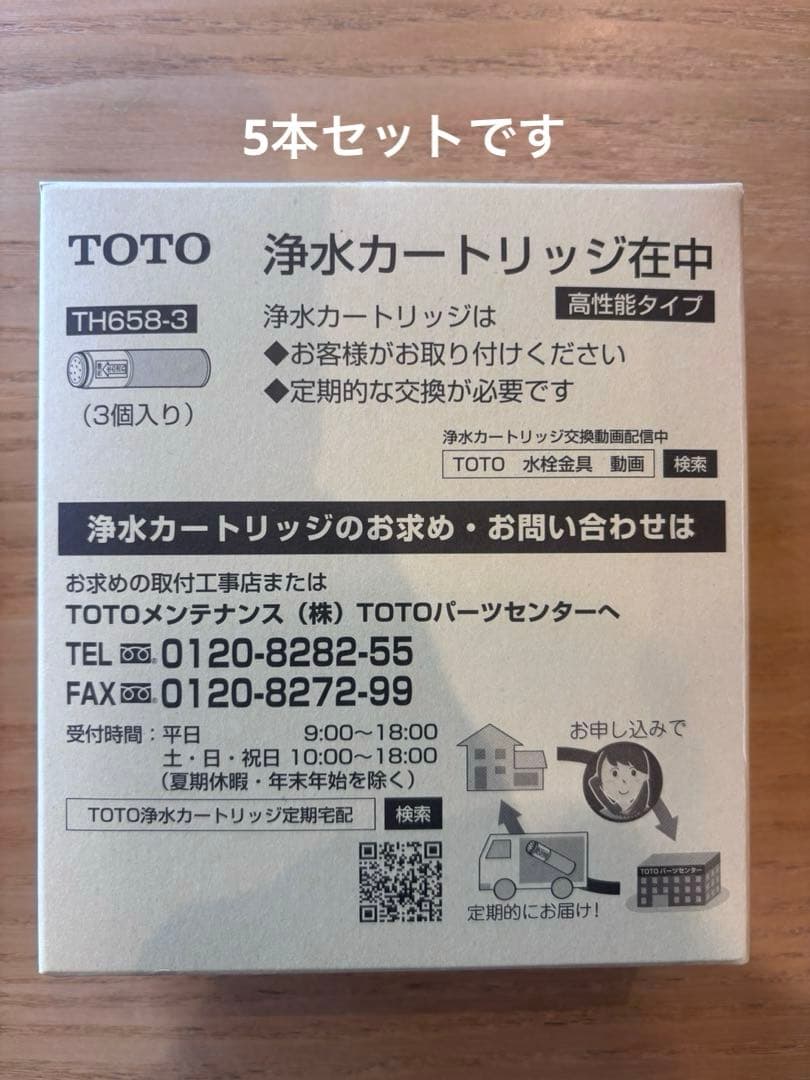 5本セットです
TOTO 浄水カートリッジ在中
高性能タイプ
TH658-3
(3個入り)
浄水カートリッジは
◆お客様がお取り付けください
◆定期的な交換が必要です
浄水カートリッジ交換動画配信中
TOTO 水栓金具 動画 検索
浄水カートリッジのお求め・お問い合わせは
お求めの取付工事店または
TOTOメンテナンス(株)TOTOパーツセンターへ
TEL 0120-8282-55
FAX 0120-8272-99
受付時間:平日 9:00〜18:00
土・日・祝日 10:00〜18:00
(夏期休暇・年末年始を除く)
TOTO浄水カートリッジ定期宅配 検索
お申し込みで
TOTOパーツセンター
定期的にお届け!